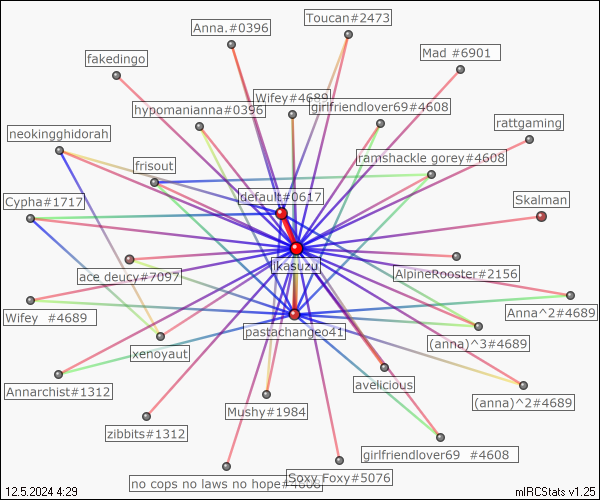 Toucan#2473
Anna.#0396
Mad #6901
fakedingo
Wifey#4689
girlfriendlover69#4608
hypomanianna#0396
rattgaming
neokingghidorah
ramshackle gorey#4608
frisout
default#0617
Skalman
Cypha#1717
ikasuzu
ace deucy#7097
AlpineRooster#2156
Wifey #4689
Anna^2#4689
pastachangeo41
(anna)^3#4689
xenoyaut
avelicious
Annarchist#1312
(anna)^2#4689
Mushy#1984
zibbits#1312
girlfriendlover69 #4608
Soxy Foxy#5076
no cops no laws no hope#4608
12.5.2024 4:29
mIRCStats v1.25